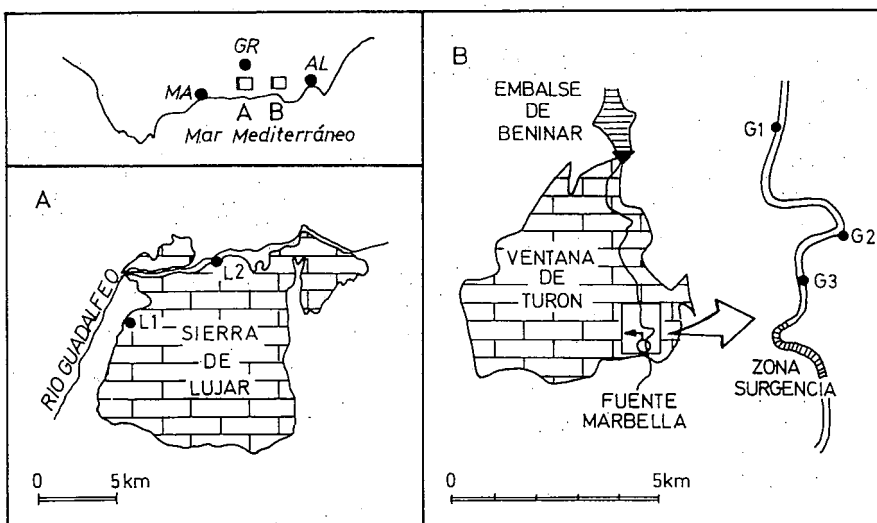 GR
MA
AL
A
B
Mar Mediterráneo
A
RIO GUADALFEO
L2
L1
SIERRA
DE
LUJAR
0
5km
B
EMBALSE
DE
BENINAR
VENTANA
DE
TURON
FUENTE
MARBELLA
G1
G2
G3
ZONA
SURGENCIA
0
5km